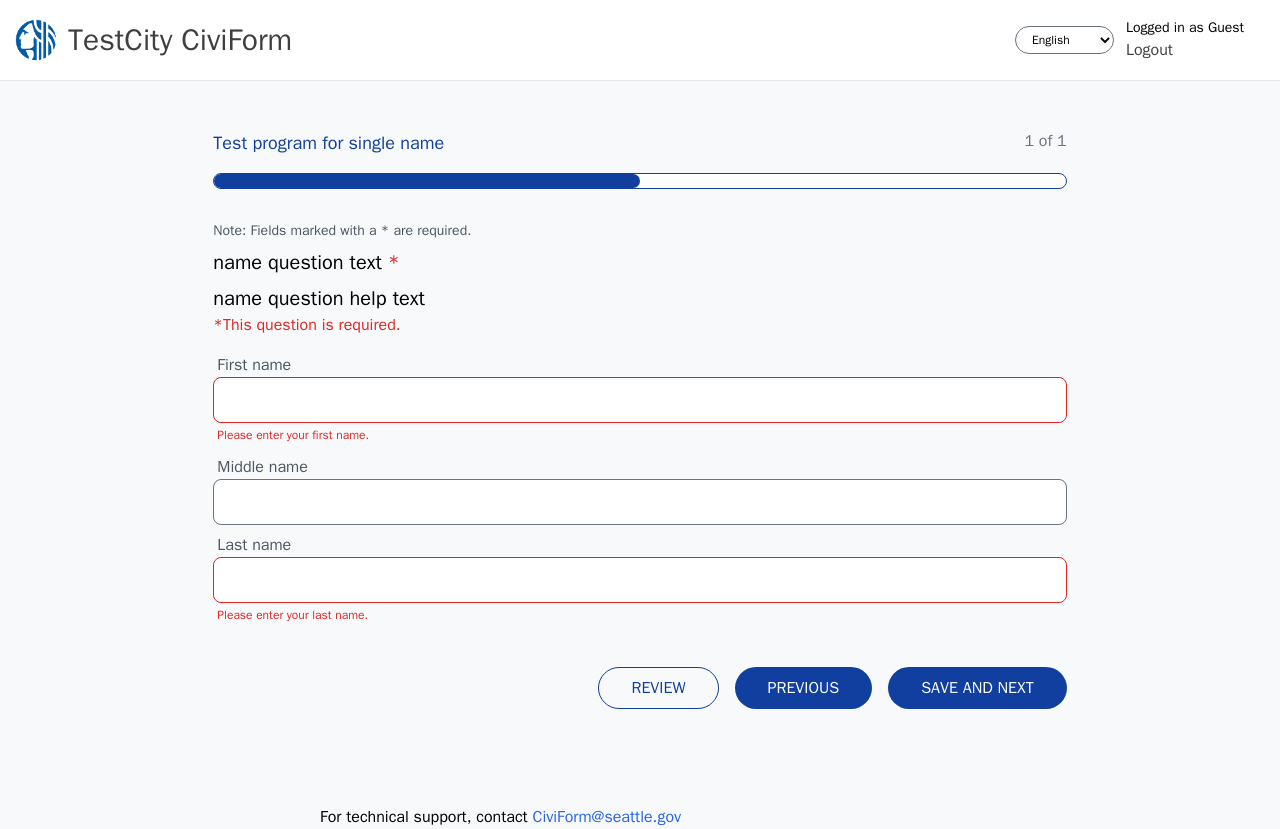 TestCity CiviForm
English
Logged in as Guest
Logout
Test program for single name
1 of 1
Note: Fields marked with a * are required.
name question text *
name question help text
*This question is required.
First name
Please enter your first name.
Middle name
Last name
Please enter your last name.
REVIEW
PREVIOUS
SAVE AND NEXT
For technical support, contact CiviForm@seattle.gov